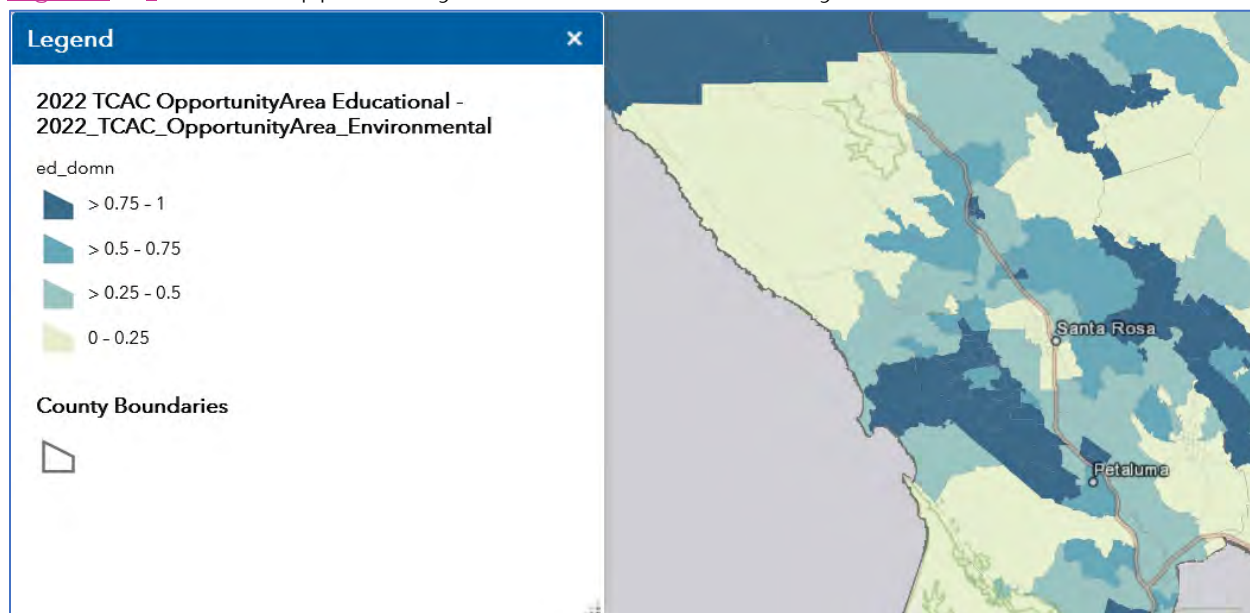 Legend
2022 TCAC OpportunityArea Educational -
2022_TCAC_OpportunityArea_Environmental
ed_domn
> 0.75 - 1
> 0.5 - 0.75
> 0.25 - 0.5
0 - 0.25
County Boundaries
Santa Rosa
Petaluma